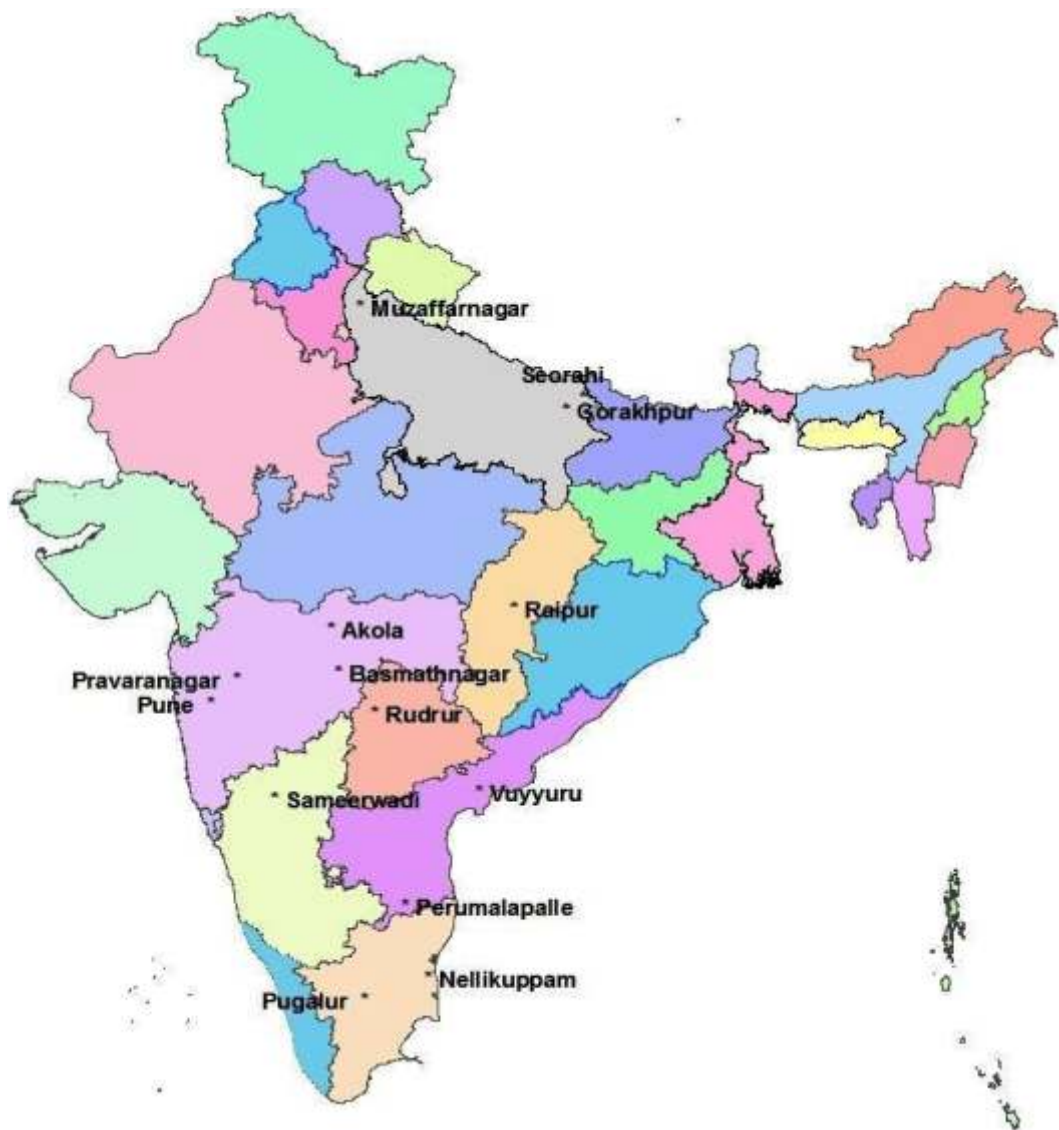 Muzaffarnagar
Seorahi
Gorakhpur
Raipur
Akola
Basmathnagar
Pravaranagar
Pune
Rudrur
Sameerwadi
Vuyyuru
Perumalapalle
Nellikuppam
Pugalur